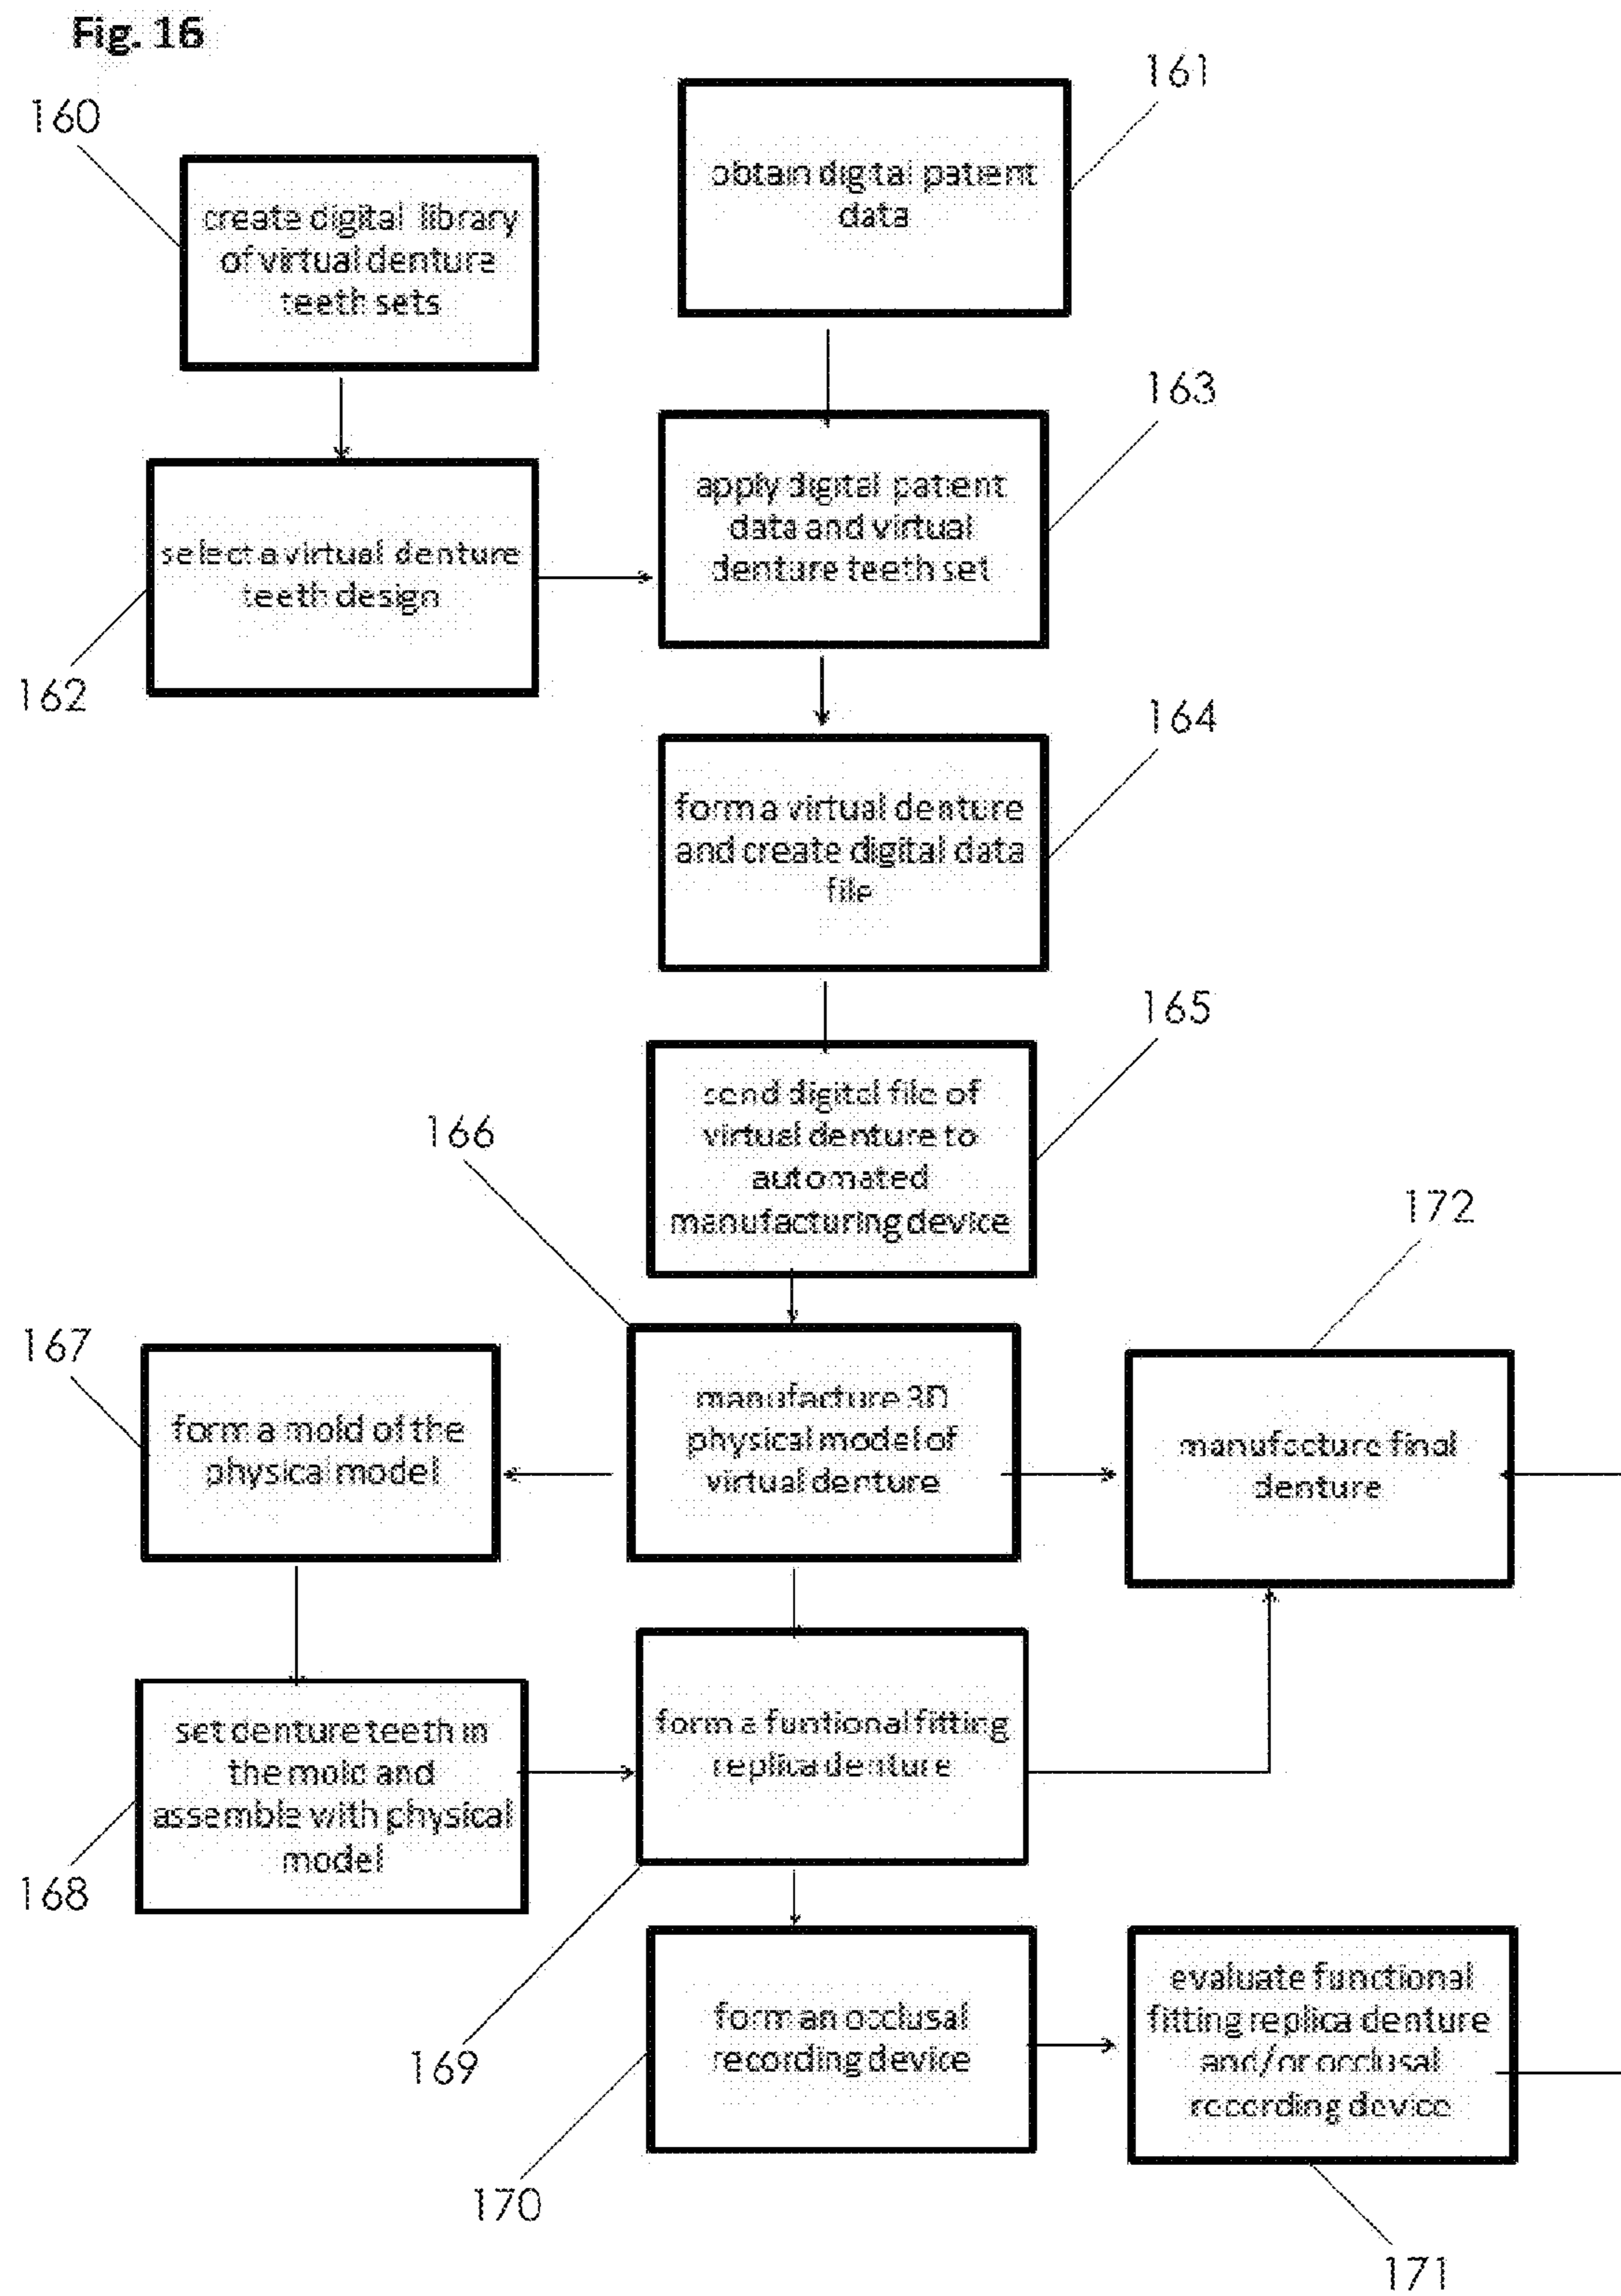 Fig. 16
160
create digital library
of virtual denture
teeth sets
161
obtain digital patient
data
162
select a virtual denture
teeth design
163
apply digital patient
data and virtual
denture teeth set
164
form a virtual denture
and create digital data
file
165
send digital file of
virtual denture to
automated
manufacturing device
166
manufacture 3D
physical model of
virtual denture
167
form a mold of the
physical model
172
manufacture final
denture
168
set denture teeth in
the mold and
assemble with physical
model
169
form a funtional fitting
replica denture
170
form an occlusal
recording device
171
evaluate functional
fitting replica denture
and/or occlusal
recording device